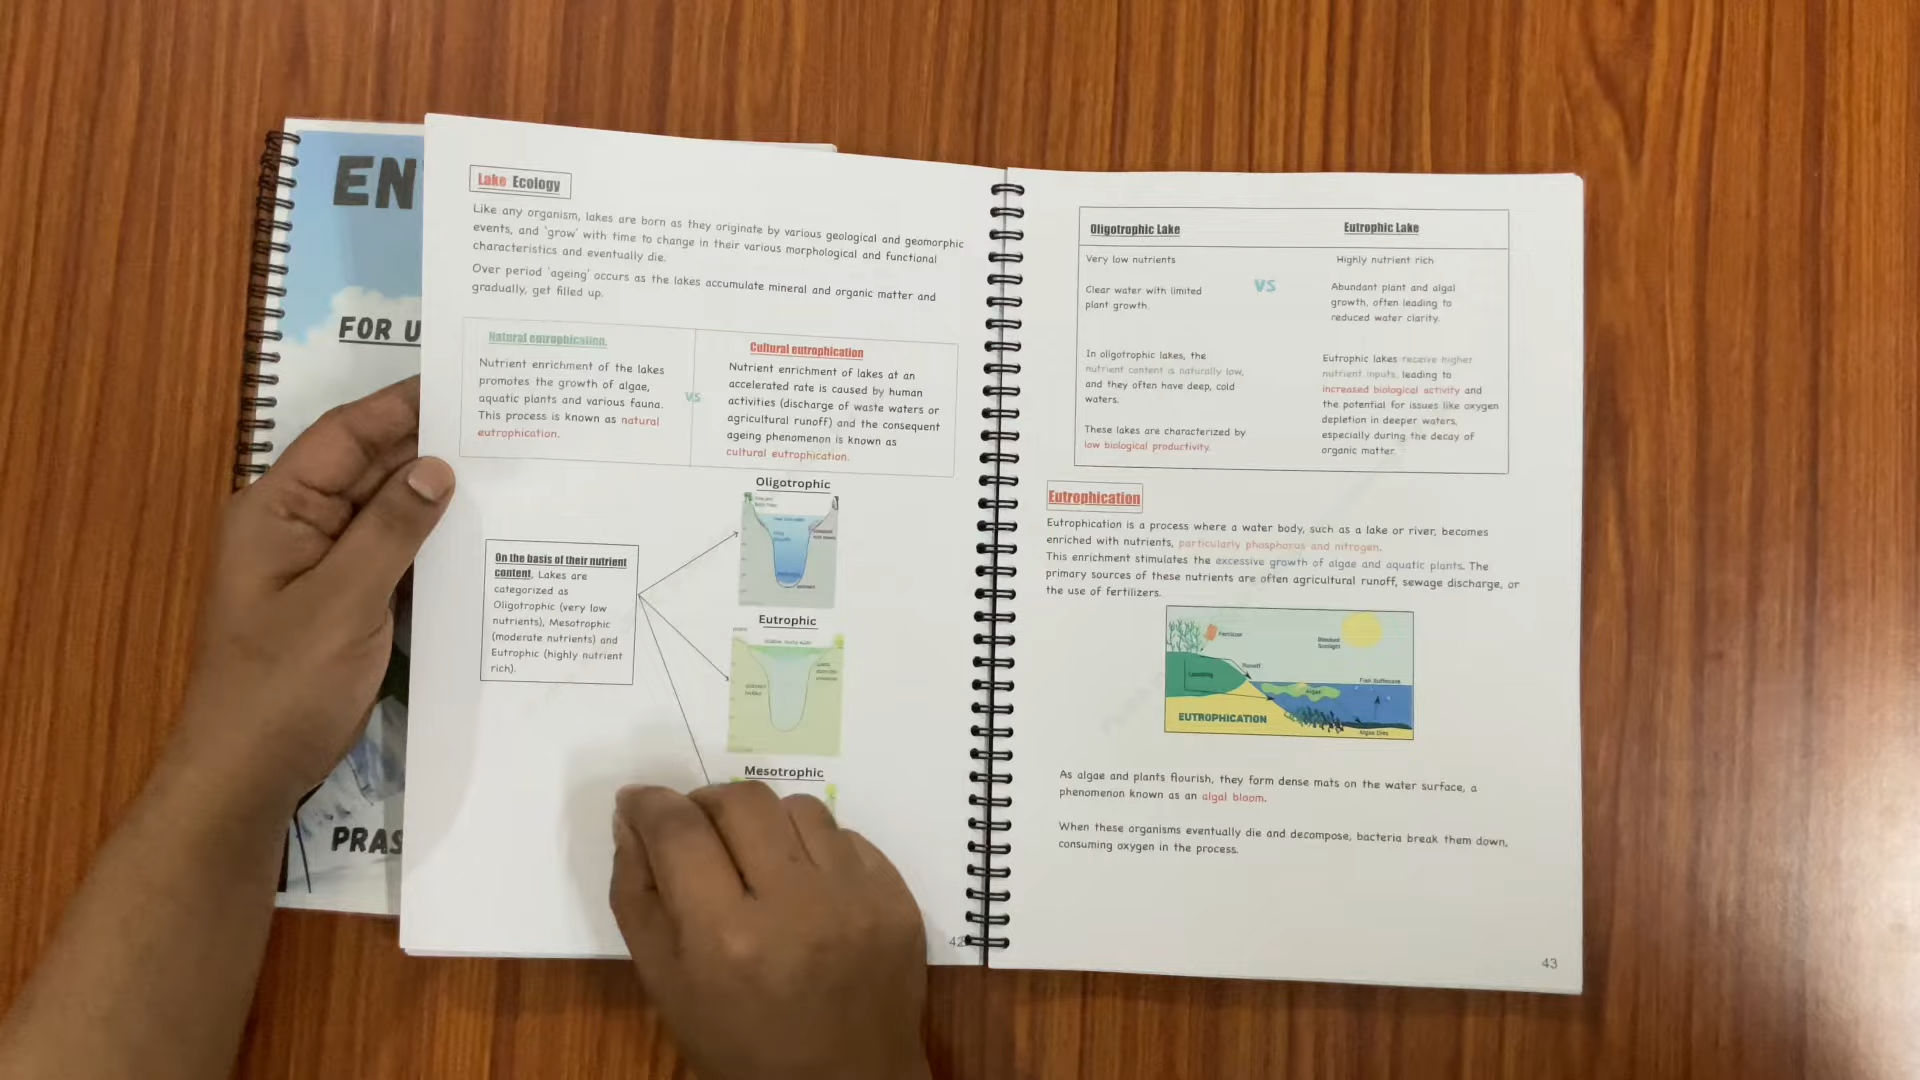 EN
FOR U
PRAS
Lake Ecology
Like any organism, lakes are born as they originate by various geological and geomorphic
events, and 'grow' with time to change in their various morphological and functional
characteristics and eventually die.
Over period 'ageing' occurs as the lakes accumulate mineral and organic matter and
gradually, get filled up.
Natural eutrophication.
Nutrient enrichment of the lakes
promotes the growth of algae,
aquatic plants and various fauna.
This process is known as natural
eutrophication.
VS
Cultural eutrophication
Nutrient enrichment of lakes at an
accelerated rate is caused by human
activities (discharge of waste waters or
agricultural runoff) and the consequent
ageing phenomenon is known as
cultural eutrophication.
On the basis of their nutrient
content, Lakes are
categorized as
Oligotrophic (very low
nutrients), Mesotrophic
(moderate nutrients) and
Eutrophic (highly nutrient
rich).
Oligotrophic
Eutrophic
Mesotrophic
42
Oligotrophic Lake
Very low nutrients
Clear water with limited
plant growth.
In oligotrophic lakes, the
nutrient content is naturally low,
and they often have deep, cold
waters.
These lakes are characterized by
low biological productivity.
VS
Eutrophic Lake
Highly nutrient rich
Abundant plant and algal
growth, often leading to
reduced water clarity.
Eutrophic lakes receive higher
nutrient inputs, leading to
increased biological activity and
the potential for issues like oxygen
depletion in deeper waters,
especially during the decay of
organic matter.
Eutrophication
Eutrophication is a process where a water body, such as a lake or river, becomes
enriched with nutrients, particularly phosphorus and nitrogen.
This enrichment stimulates the excessive growth of algae and aquatic plants. The
primary sources of these nutrients are often agricultural runoff, sewage discharge, or
the use of fertilizers.
Fertilizer
Blocked
Sunlight
Runoff
Leaching
Algae
EUTROPHICATION
Algae Dies
As algae and plants flourish, they form dense mats on the water surface, a
phenomenon known as an algal bloom.
When these organisms eventually die and decompose, bacteria break them down,
consuming oxygen in the process.
43